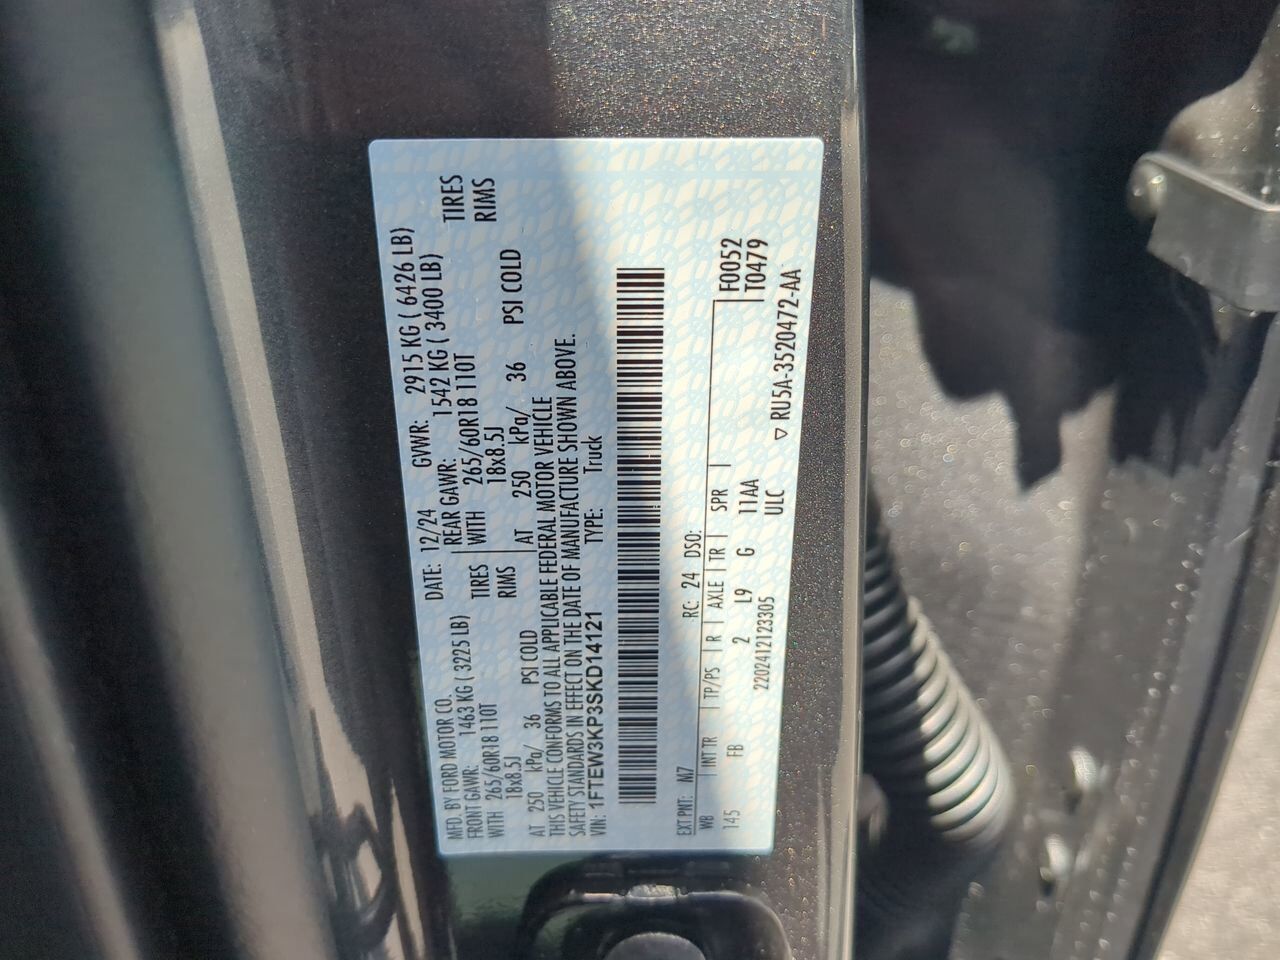 MFD. BY FORD MOTOR CO. DATE: 12/24 GVWR: 2915 KG ( 6426 LB)
FRONT GAWR: 1463 KG ( 3225 LB) REAR GAWR: 1542 KG ( 3400 LB)
WITH 265/60R18 110T TIRES WITH 265/60R18 110T TIRES
18x8.5J RIMS 18x8.5J RIMS
AT 250 kPa/ 36 PSI COLD AT 250 kPa/ 36 PSI COLD
THIS VEHICLE CONFORMS TO ALL APPLICABLE FEDERAL MOTOR VEHICLE
SAFETY STANDARDS IN EFFECT ON THE DATE OF MANUFACTURE SHOWN ABOVE.
VIN: 1FTEW3KP3SKD14121 TYPE: Truck
EXT PNT: M7 RC: 24 DSO:
WB INT TR TP/PS R AXLE TR SPR F0052
145 FB 2 L9 G 11AA T0479
2202412123305 ULC
▽ RU5A-3520472-AA